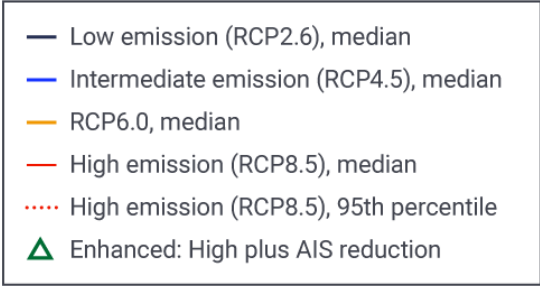 Low emission (RCP2.6), median
Intermediate emission (RCP4.5), median
RCP6.0, median
High emission (RCP8.5), median
High emission (RCP8.5), 95th percentile
Enhanced: High plus AIS reduction